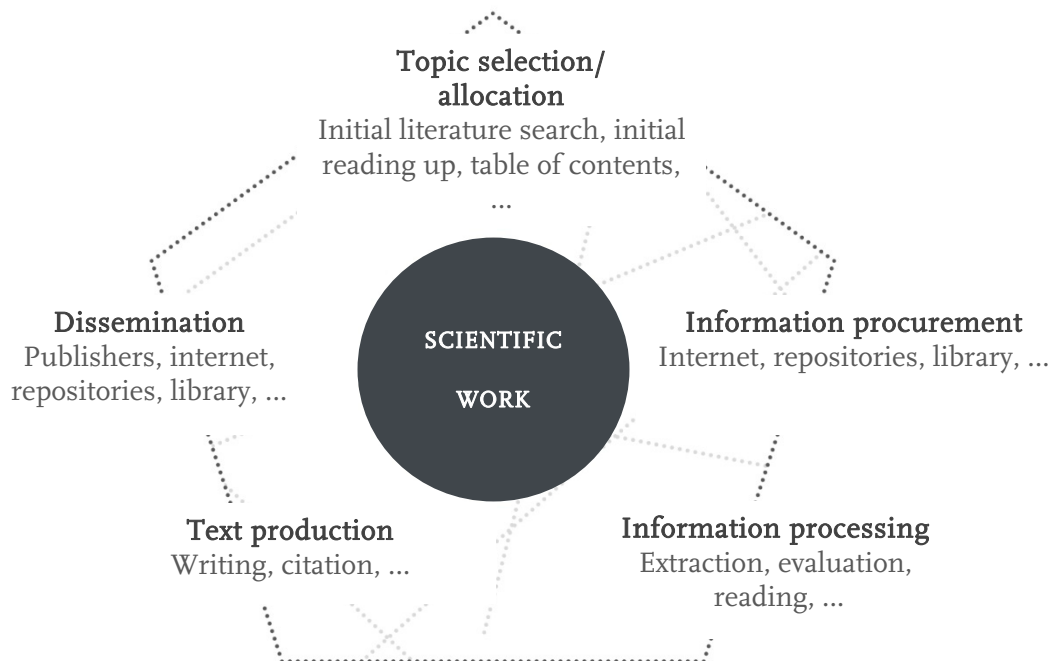 Topic selection/
allocation
Initial literature search, initial
reading up, table of contents,
...
Dissemination
Publishers, internet,
repositories, library, ...
SCIENTIFIC
WORK
Information procurement
Internet, repositories, library, ...
Text production
Writing, citation, ...
Information processing
Extraction, evaluation,
reading, ...